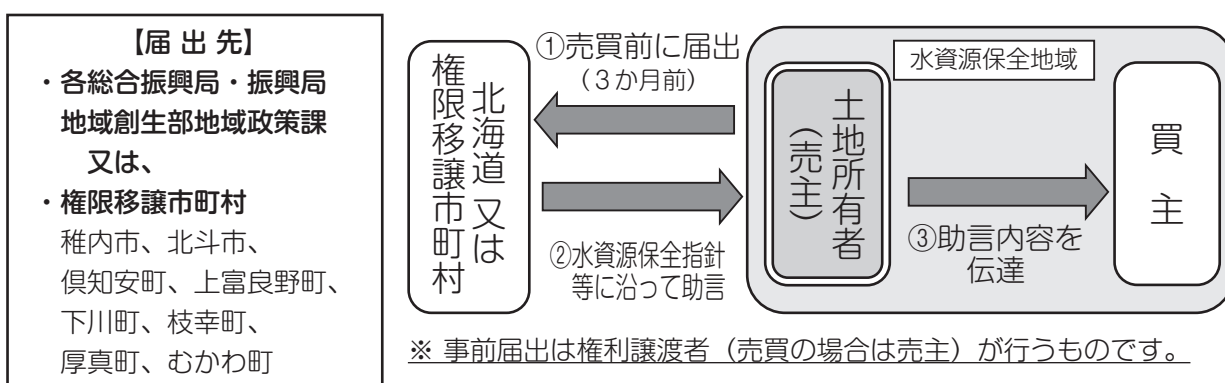 【届出先】
・各総合振興局・振興局
地域創生部地域政策課
又は、
・権限移譲市町村
稚内市、北斗市、
倶知安町、上富良野町、
下川町、枝幸町、
厚真町、むかわ町
北海道又は
権限移譲市町村
①売買前に届出
（３か月前）
②水資源保全指針
等に沿って助言
水資源保全地域
土地所有者
（売主）
③助言内容を
伝達
買主
※ 事前届出は権利譲渡者（売買の場合は売主）が行うものです。